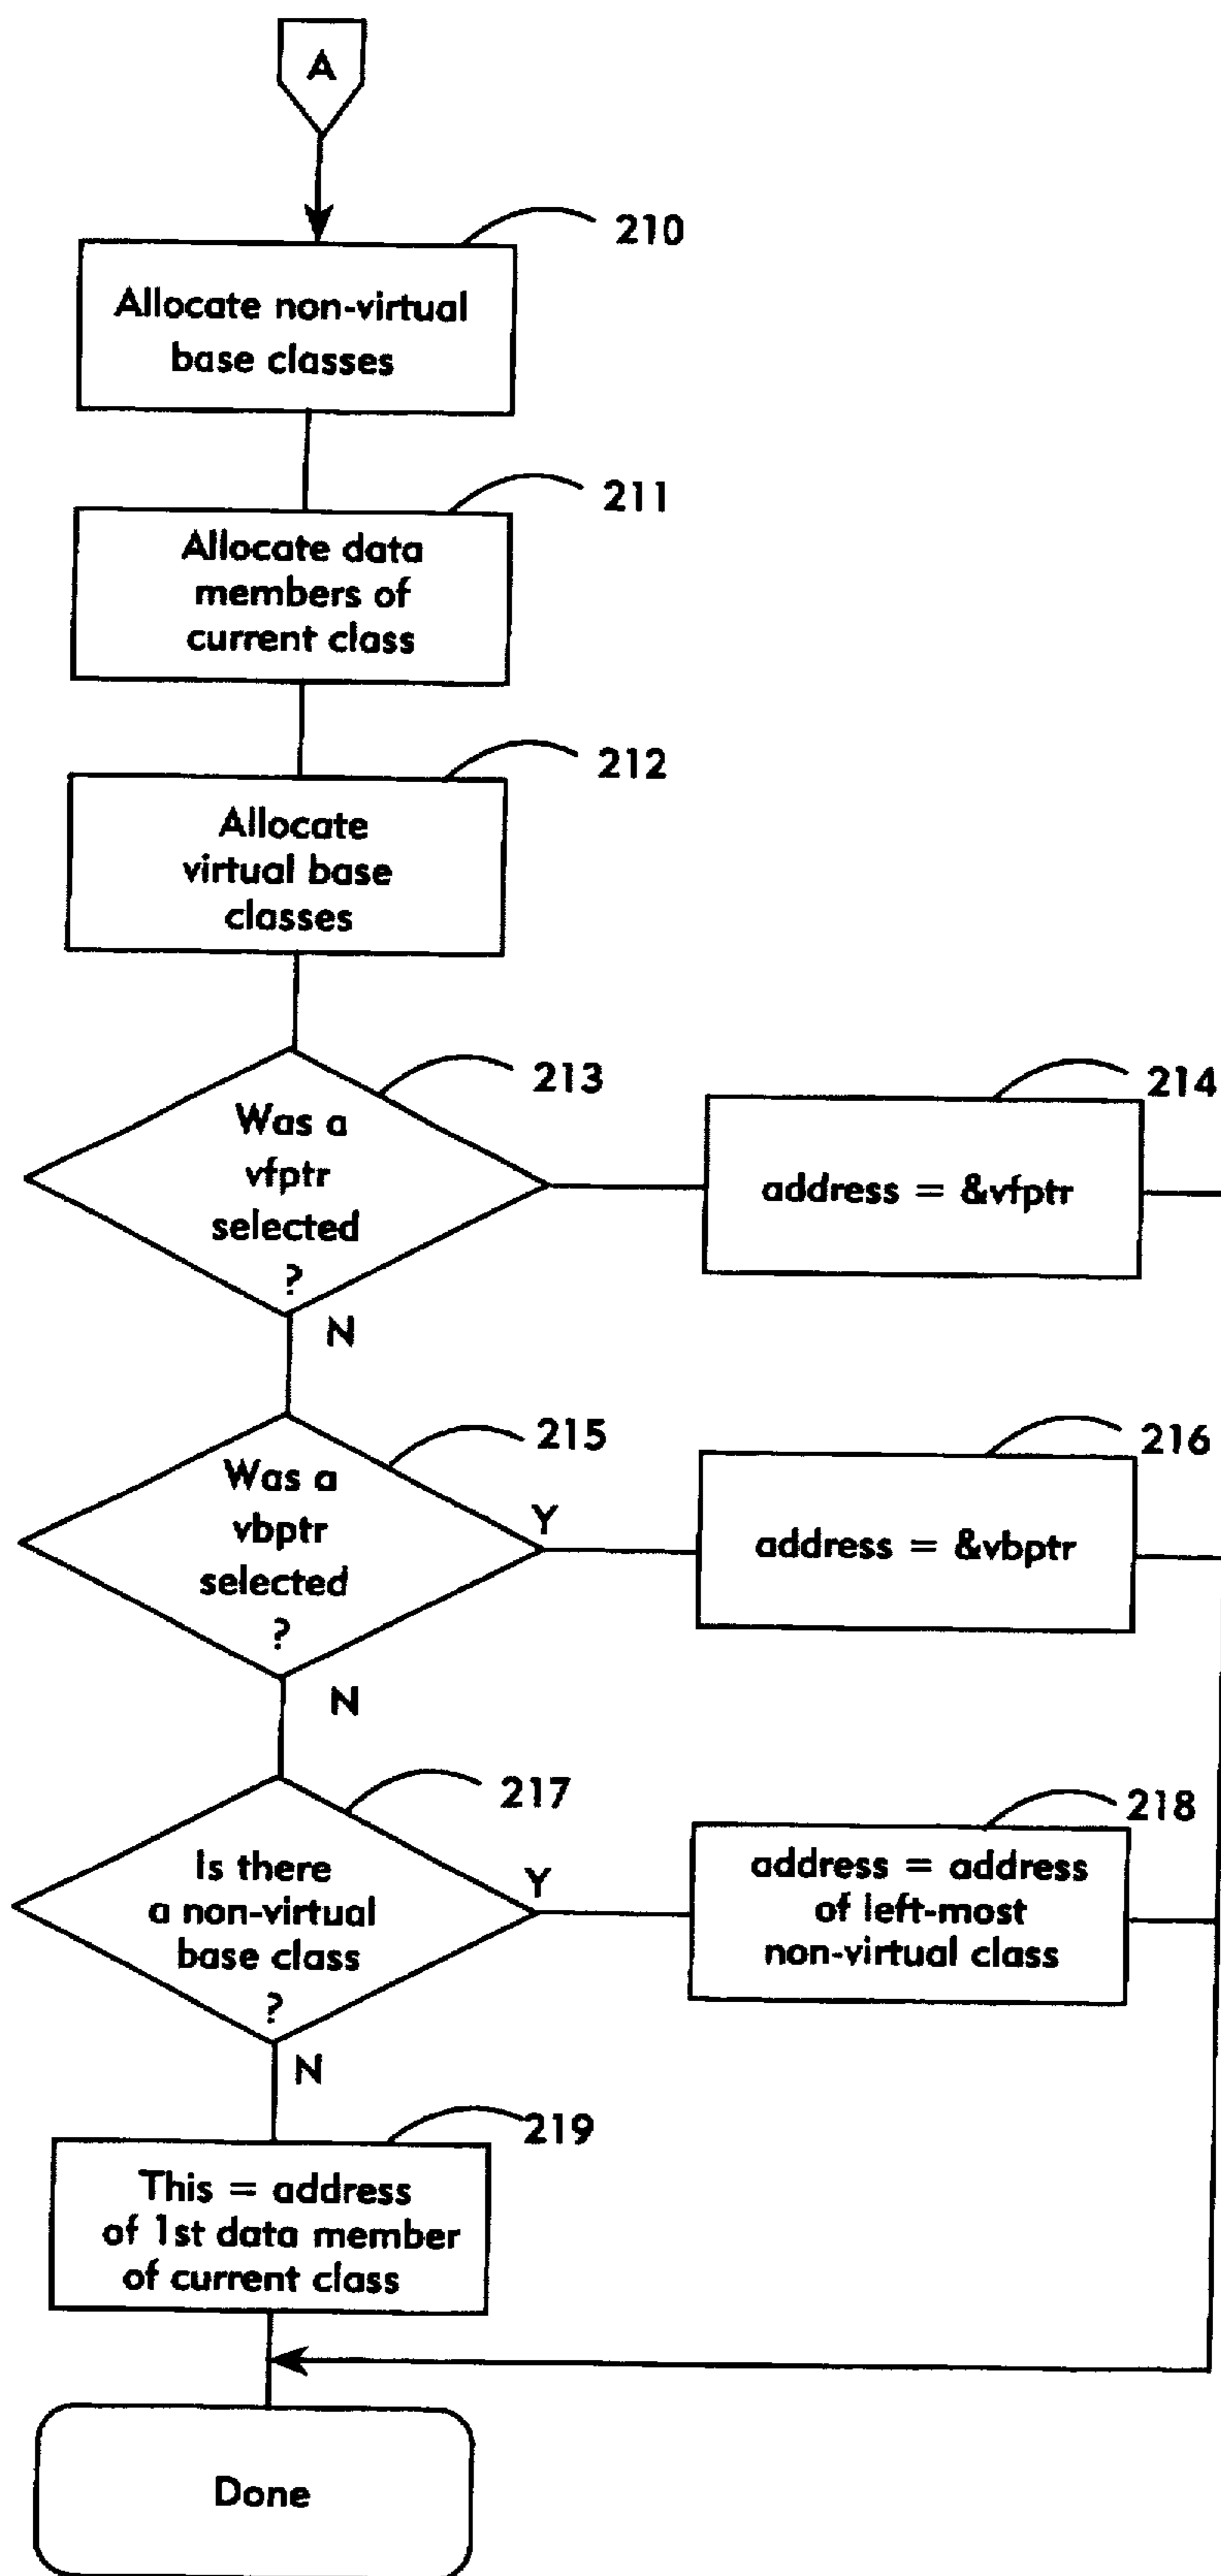 A
210
Allocate non-virtual
base classes
211
Allocate data
members of
current class
212
Allocate
virtual base
classes
213
Was a
vfptr
selected
?
N
214
address = &vfptr
215
Was a
vbptr
selected
?
Y
N
216
address = &vbptr
217
Is there
a non-virtual
base class
?
Y
N
218
address = address
of left-most
non-virtual class
219
This = address
of 1st data member
of current class
Done